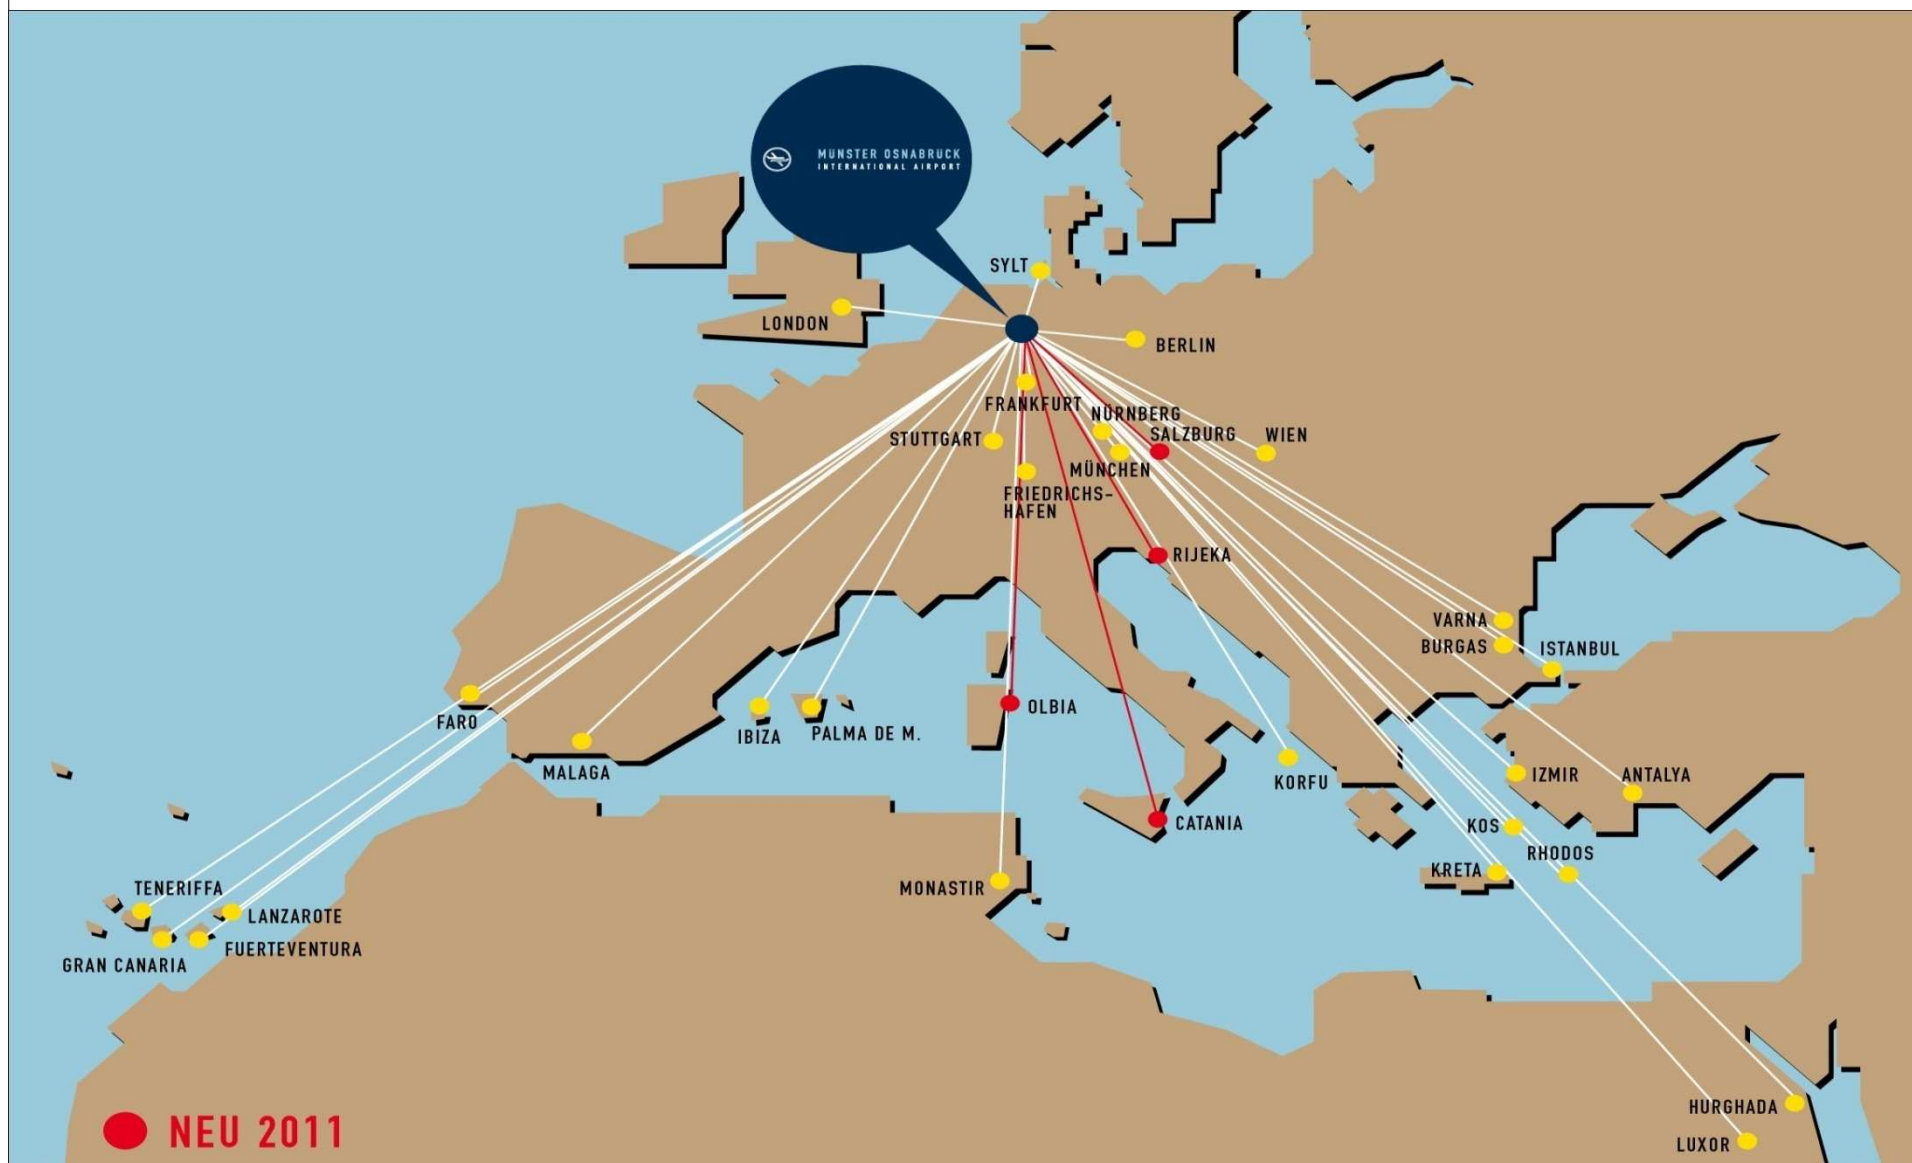 MÜNSTER OSNABRÜCK
INTERNATIONAL AIRPORT
SYLT
LONDON
BERLIN
FRANKFURT
NÜRNBERG
STUTTGART
SALZBURG
WIEN
MÜNCHEN
FRIEDRICHS-
HAFEN
RIJEKA
VARNA
BURGAS
ISTANBUL
OLBIA
FARO
IBIZA
PALMA DE M.
MALAGA
KORFU
IZMIR
ANTALYA
CATANIA
KOS
RHODOS
KRETA
MONASTIR
TENERIFFA
LANZAROTE
FUERTEVENTURA
GRAN CANARIA
HURGHADA
LUXOR
NEU 2011